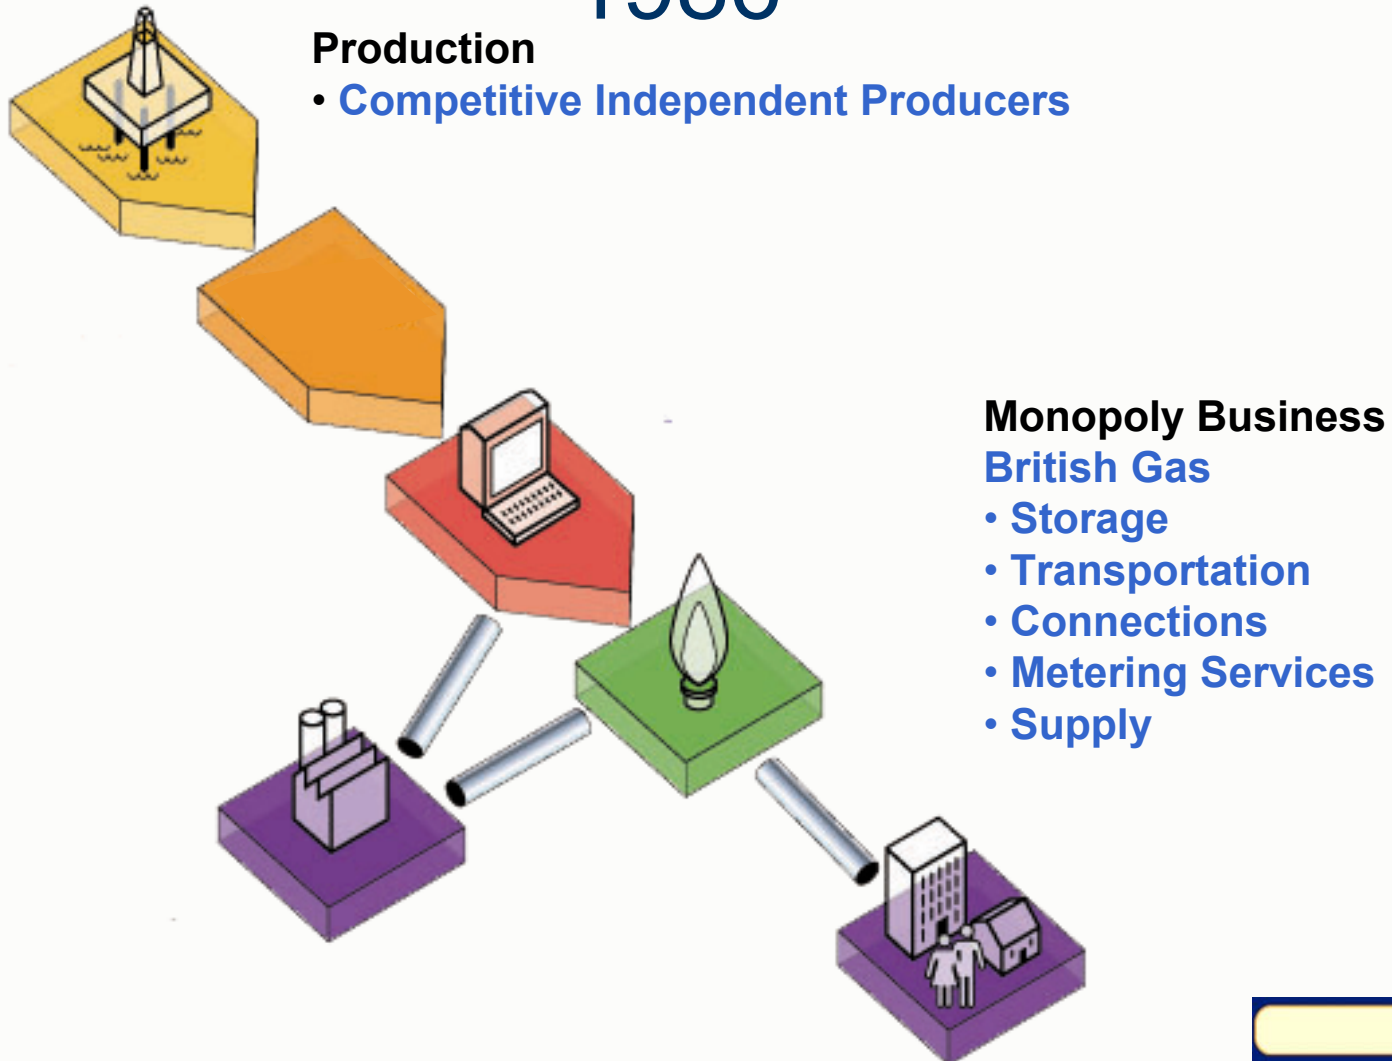 Production
• Competitive Independent Producers
Monopoly Business
British Gas
• Storage
• Transportation
• Connections
• Metering Services
• Supply